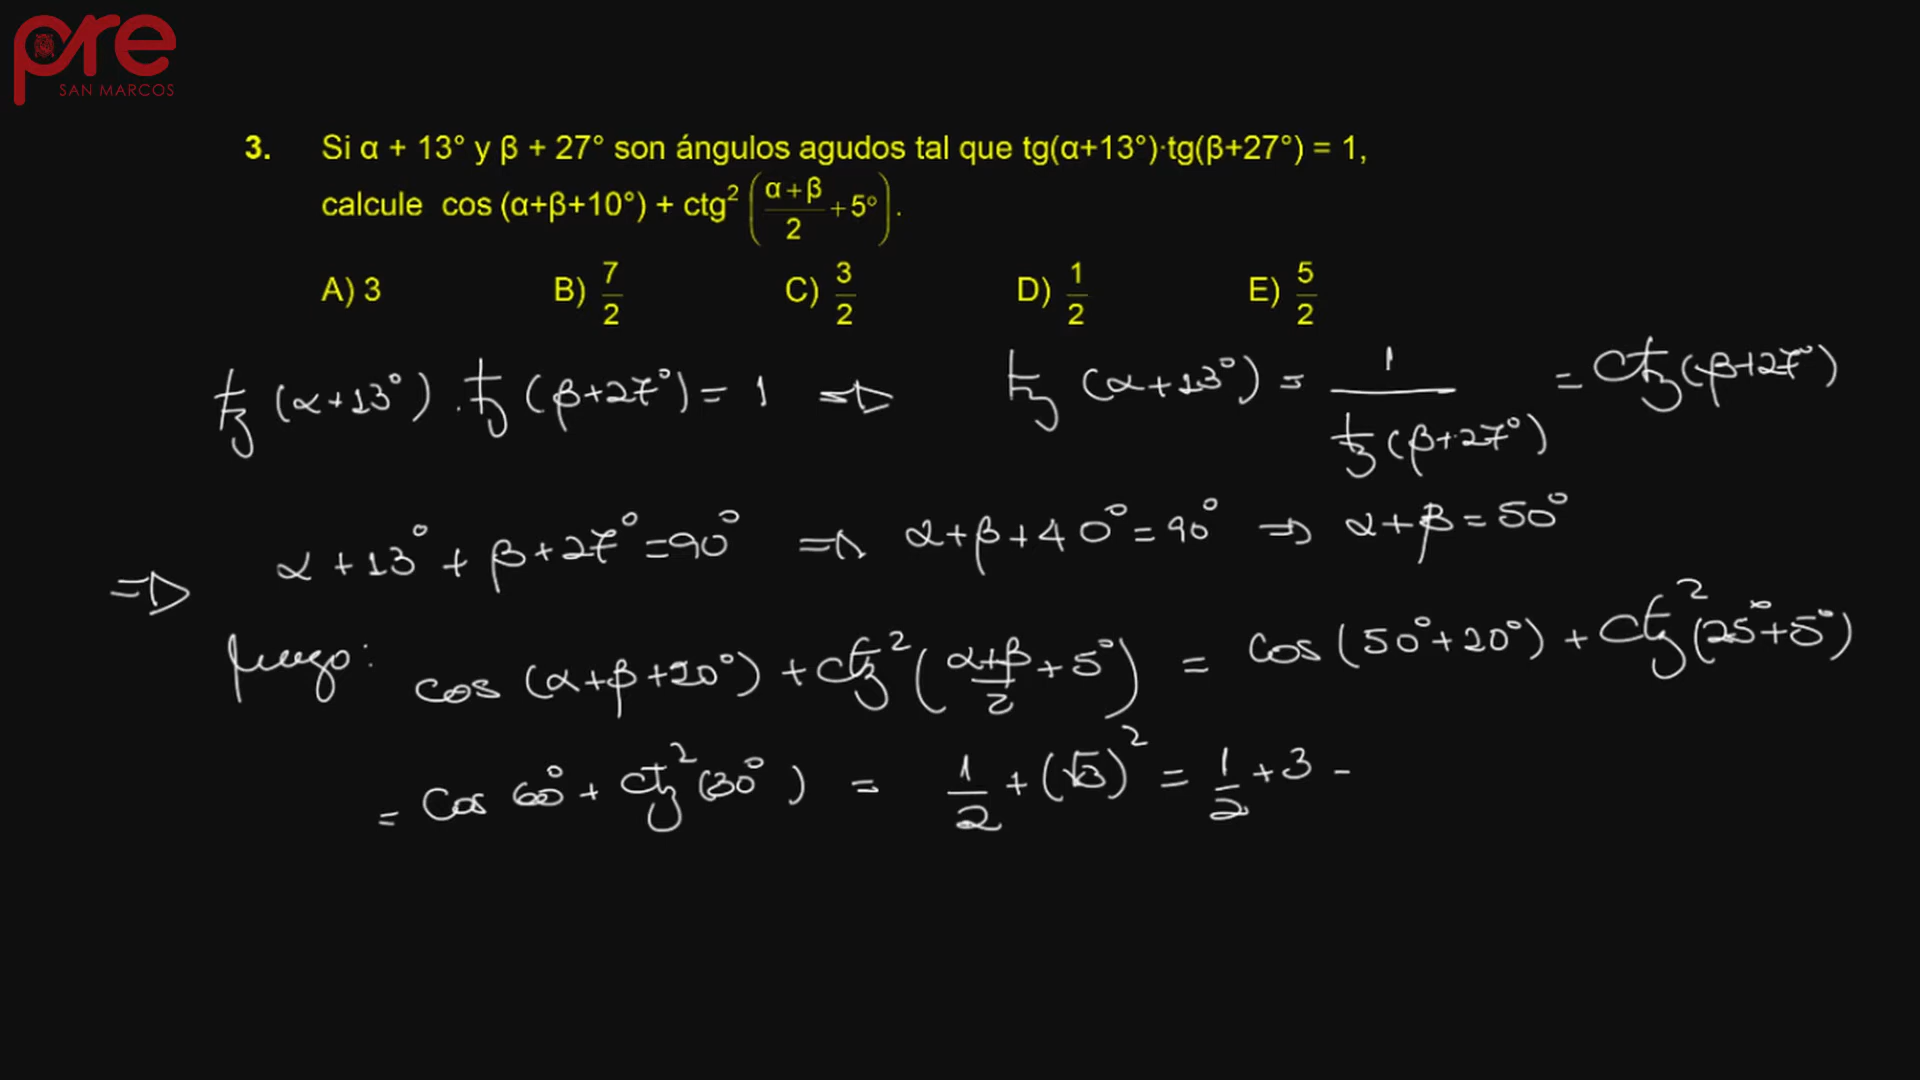 pre
SAN MARCOS
3. Si α + 13° y β + 27° son ángulos agudos tal que tg(α+13°)·tg(β+27°) = 1,
calcule cos (α+β+10°) + ctg² ((α+β)/2 + 5°).
A) 3 B) 7/2 C) 3/2 D) 1/2 E) 5/2
tg (α+13°) . tg (β+27°) = 1 ⇒ tg (α+13°) = 1/tg (β+27°) = ctg (β+27°)
⇒ α + 13° + β + 27° = 90° ⇒ α + β + 40° = 90° ⇒ α + β = 50°
luego: cos (α+β+20°) + ctg² ((α+β)/2 + 5°) = cos (50°+20°) + ctg² (25°+5°)
= cos 60° + ctg² (30°) = 1/2 + (√3)² = 1/2 + 3 -